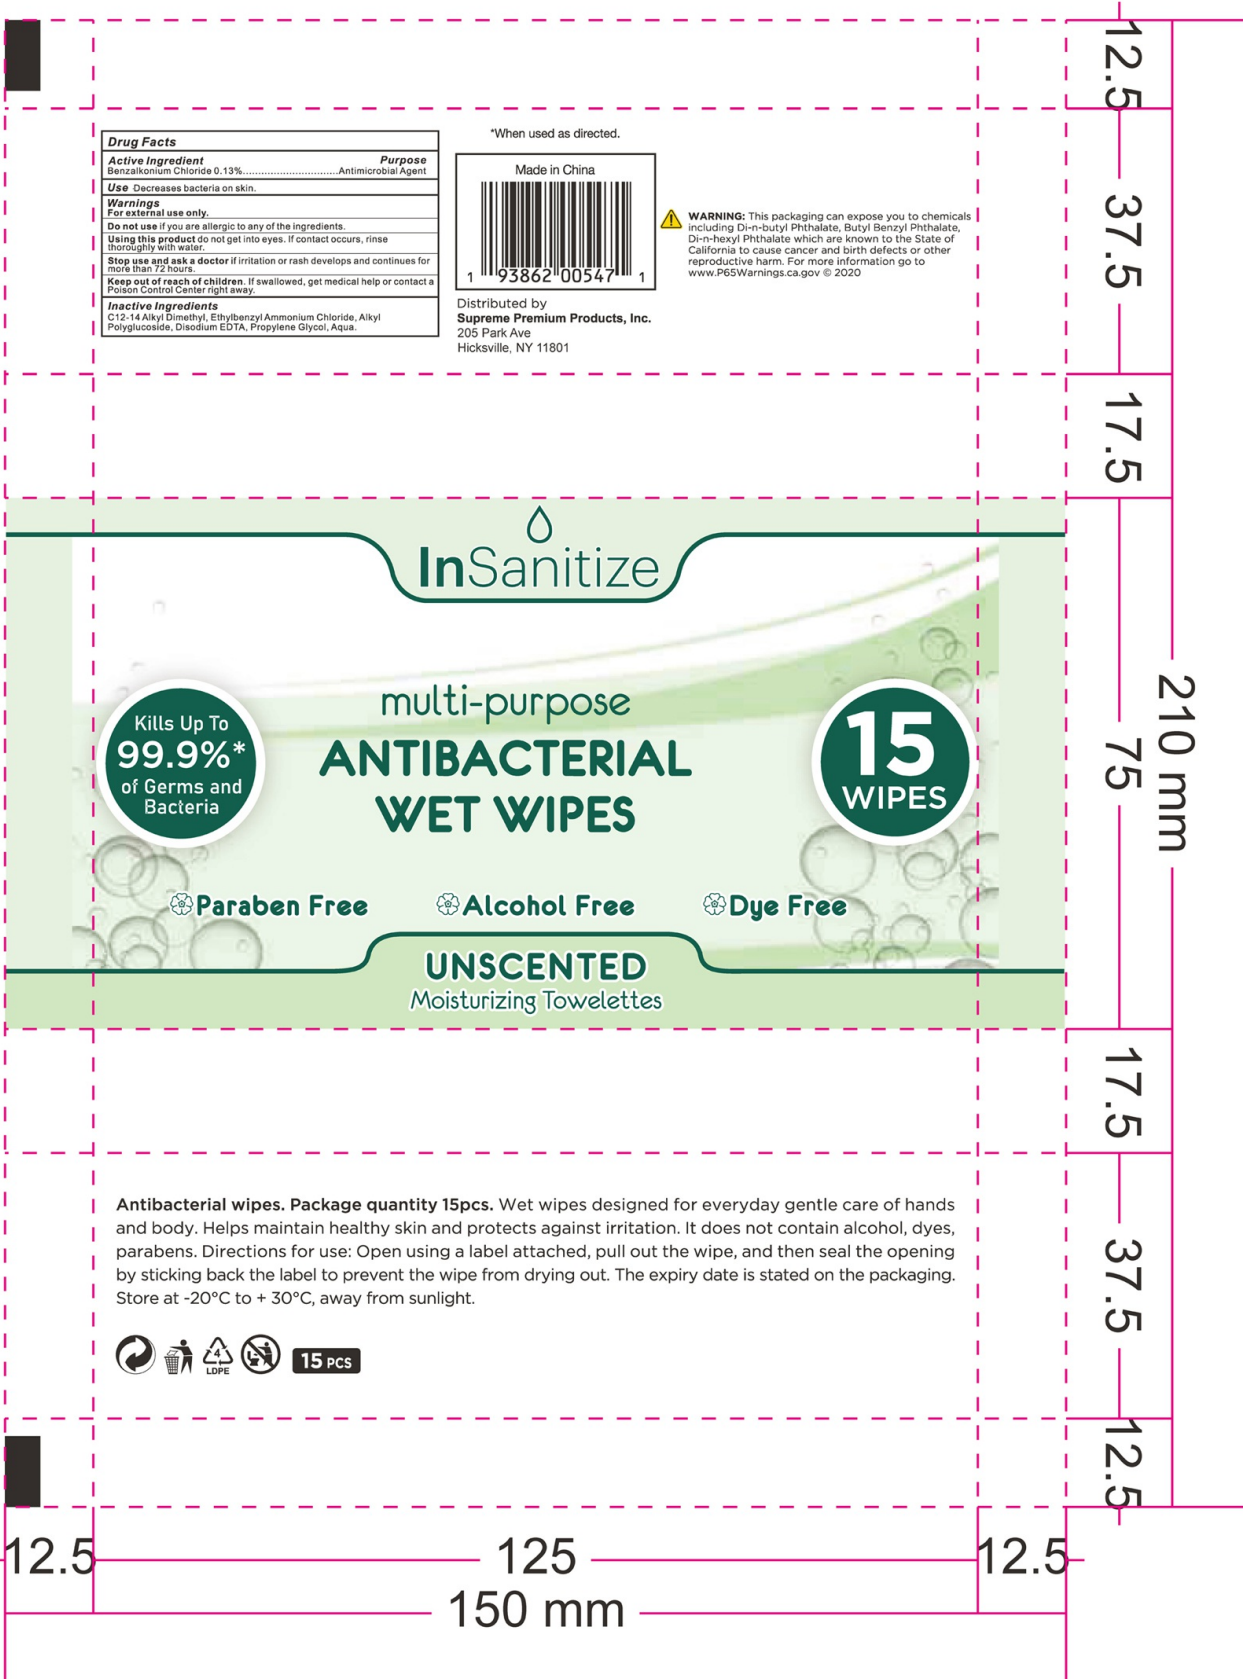 Drug Facts
Active Ingredient Purpose
Benzalkonium Chloride 0.13%...............................Antimicrobial Agent
Use Decreases bacteria on skin.
Warnings
For external use only.
Do not use if you are allergic to any of the ingredients.
Using this product do not get into eyes. If contact occurs, rinse
thoroughly with water.
Stop use and ask a doctor if irritation or rash develops and continues for
more than 72 hours.
Keep out of reach of children. If swallowed, get medical help or contact a
Poison Control Center right away.
Inactive Ingredients
C12-14 Alkyl Dimethyl, Ethylbenzyl Ammonium Chloride, Alkyl
Polyglucoside, Disodium EDTA, Propylene Glycol, Aqua.
*When used as directed.
Made in China
1 93862 00547 1
Distributed by
Supreme Premium Products, Inc.
205 Park Ave
Hicksville, NY 11801
WARNING: This packaging can expose you to chemicals
including Di-n-butyl Phthalate, Butyl Benzyl Phthalate,
Di-n-hexyl Phthalate which are known to the State of
California to cause cancer and birth defects or other
reproductive harm. For more information go to
www.P65Warnings.ca.gov © 2020
InSanitize
multi-purpose
ANTIBACTERIAL
WET WIPES
Kills Up To
99.9%*
of Germs and
Bacteria
15
WIPES
Paraben Free
Alcohol Free
Dye Free
UNSCENTED
Moisturizing Towelettes
Antibacterial wipes. Package quantity 15pcs. Wet wipes designed for everyday gentle care of hands
and body. Helps maintain healthy skin and protects against irritation. It does not contain alcohol, dyes,
parabens. Directions for use: Open using a label attached, pull out the wipe, and then seal the opening
by sticking back the label to prevent the wipe from drying out. The expiry date is stated on the packaging.
Store at -20°C to + 30°C, away from sunlight.
4
LDPE
15 PCS
12.5
37.5
17.5
75
210 mm
17.5
37.5
12.5
12.5
125
12.5
150 mm